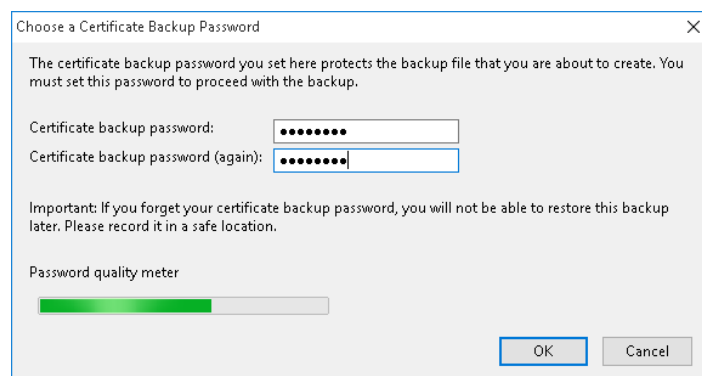 Choose a Certificate Backup Password
The certificate backup password you set here protects the backup file that you are about to create. You
must set this password to proceed with the backup.
Certificate backup password: ●●●●●●●●
Certificate backup password (again): ●●●●●●●●
Important: If you forget your certificate backup password, you will not be able to restore this backup
later. Please record it in a safe location.
Password quality meter
OK Cancel